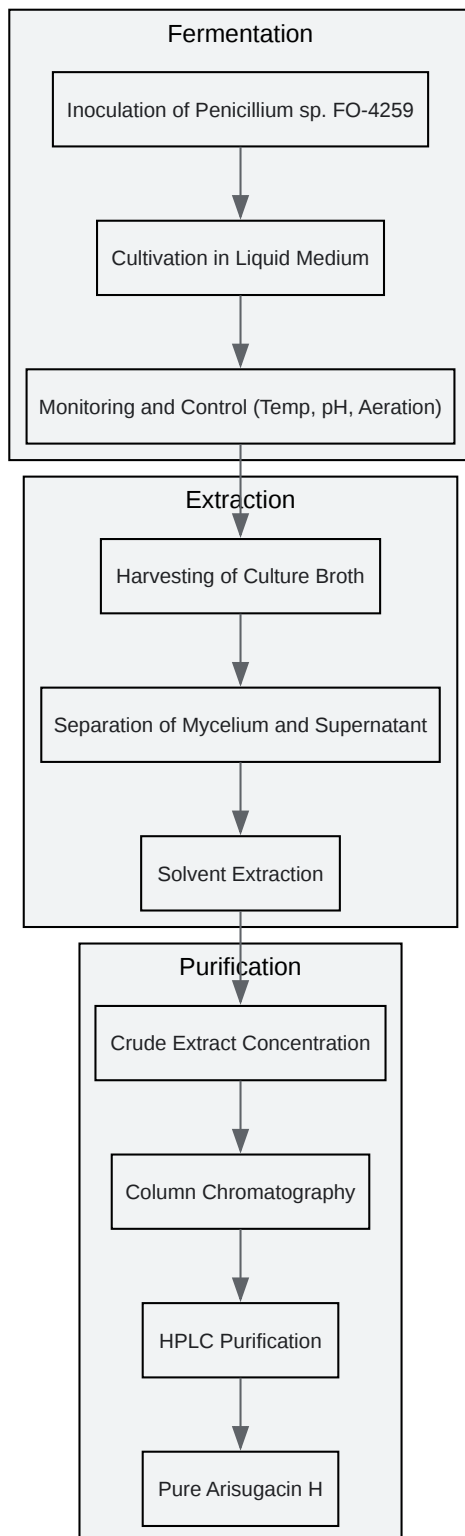 Fermentation
Inoculation of Penicillium sp. FO-4259
Cultivation in Liquid Medium
Monitoring and Control (Temp, pH, Aeration)
Extraction
Harvesting of Culture Broth
Separation of Mycelium and Supernatant
Solvent Extraction
Purification
Crude Extract Concentration
Column Chromatography
HPLC Purification
Pure Arisugacin H